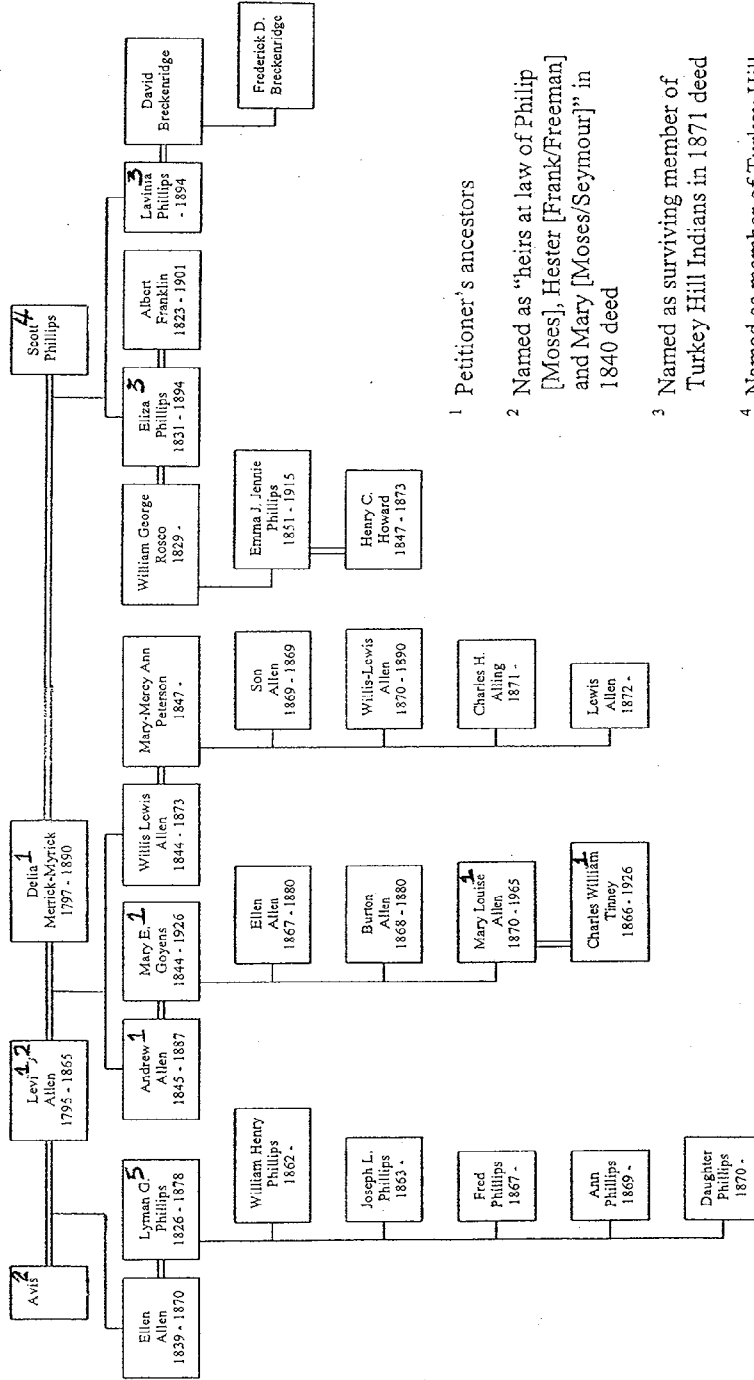 Avis 2
Levi 1,2
Allen
1795 - 1865
Delia 1
Merrick-Myrick
1797 - 1890
Scott 4
Phillips
Ellen
Allen
1839 - 1870
Lyman G. 5
Phillips
1826 - 1878
Andrew 1
Allen
1845 - 1887
Mary E. 1
Goyens
1844 - 1926
Willis Lewis
Allen
1844 - 1873
Mary-Mercy Ann
Peterson
1847 -
William George
Rosco
1829 -
Eliza 3
Phillips
1831 - 1894
Albert
Franklin
1823 - 1901
Lavinia 3
Phillips
- 1894
David
Breckenridge
William Henry
Phillips
1862 -
Joseph L.
Phillips
1863 -
Fred
Phillips
1867 -
Ann
Phillips
1869 -
Daughter
Phillips
1870 -
Ellen
Allen
1867 - 1880
Burton
Allen
1868 - 1880
Mary Louise 1
Allen
1870 - 1965
Charles William 1
Tinney
1866 - 1926
Son
Allen
1869 - 1869
Willis-Lewis
Allen
1870 - 1890
Charles H.
Alling
1871 -
Lewis
Allen
1872 -
Emma J. Jennie
Phillips
1851 - 1915
Henry C.
Howard
1847 - 1873
Frederick D.
Breckenridge
1 Petitioner's ancestors
2 Named as "heirs at law of Philip
[Moses], Hester [Frank/Freeman]
and Mary [Moses/Seymour]" in
1840 deed
3 Named as surviving member of
Turkey Hill Indians in 1871 deed
4 Named as member of Turkey Hill